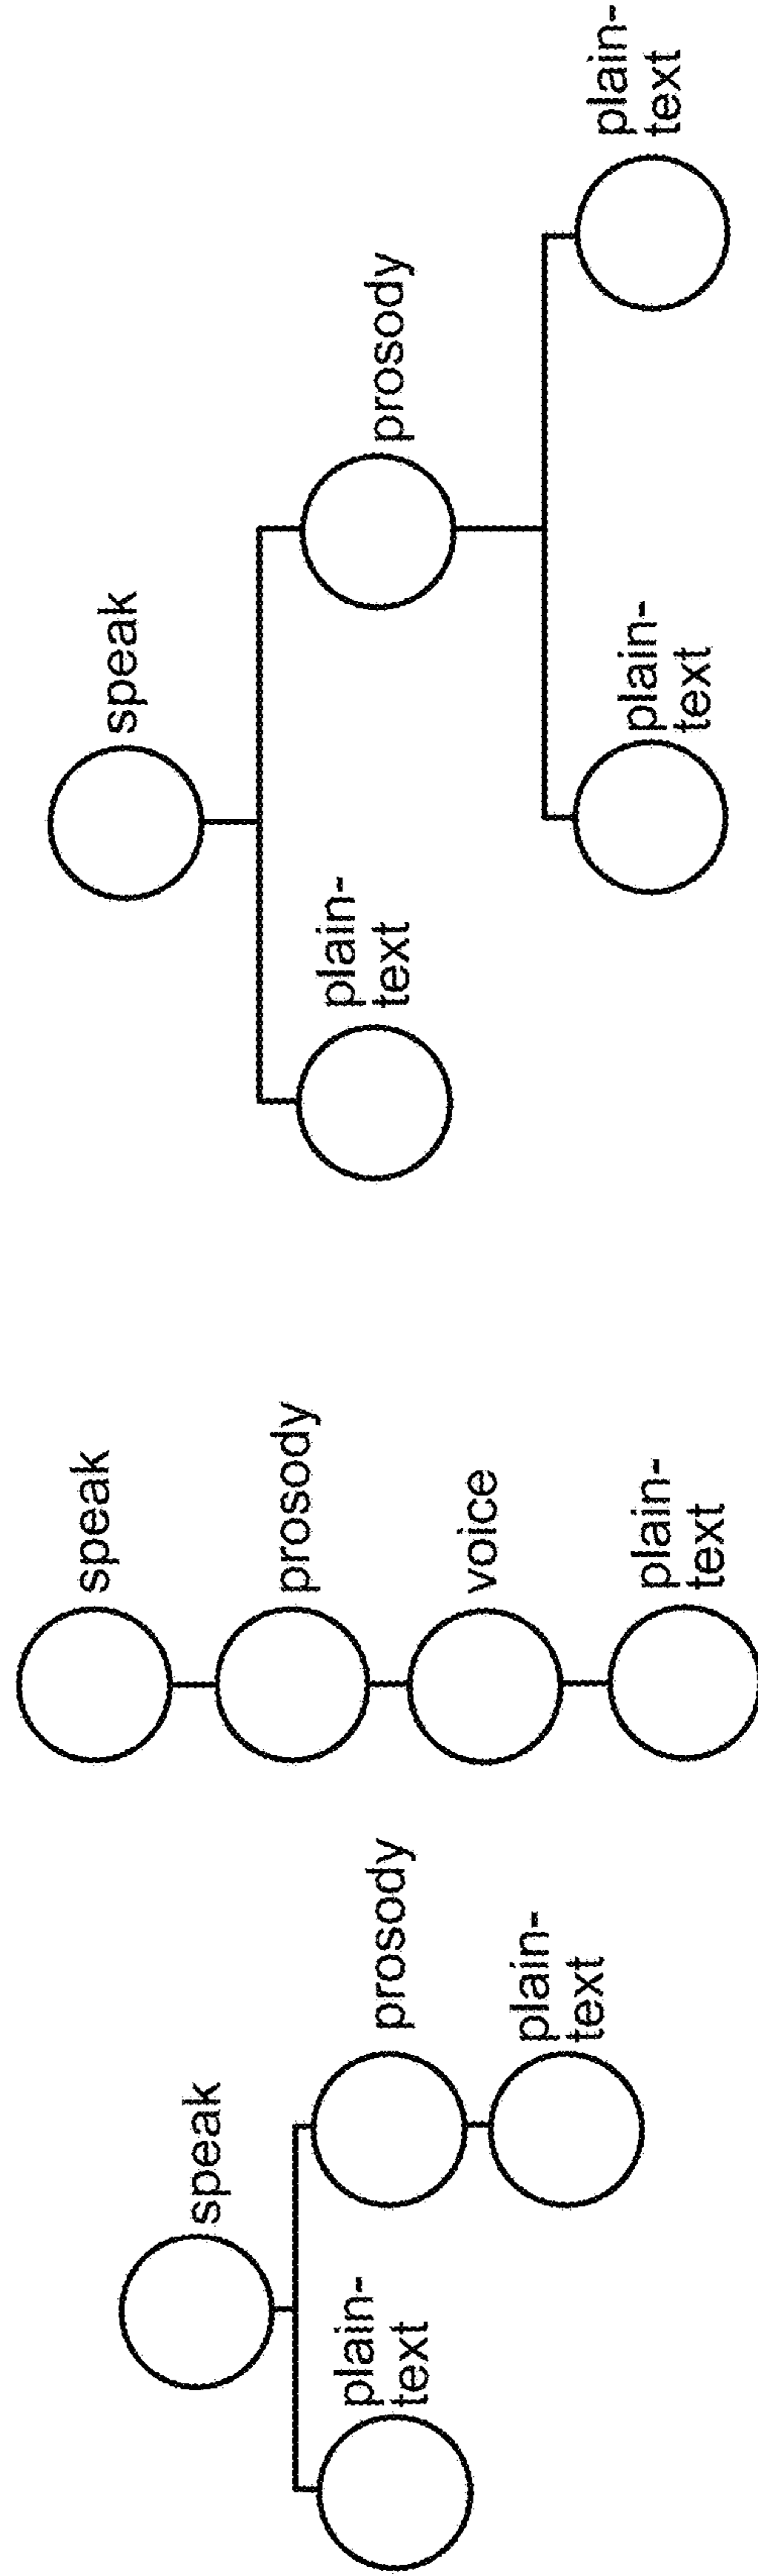 speak
plain-
text
prosody
plain-
text
speak
prosody
voice
plain-
text
speak
plain-
text
prosody
plain-
text
plain-
text